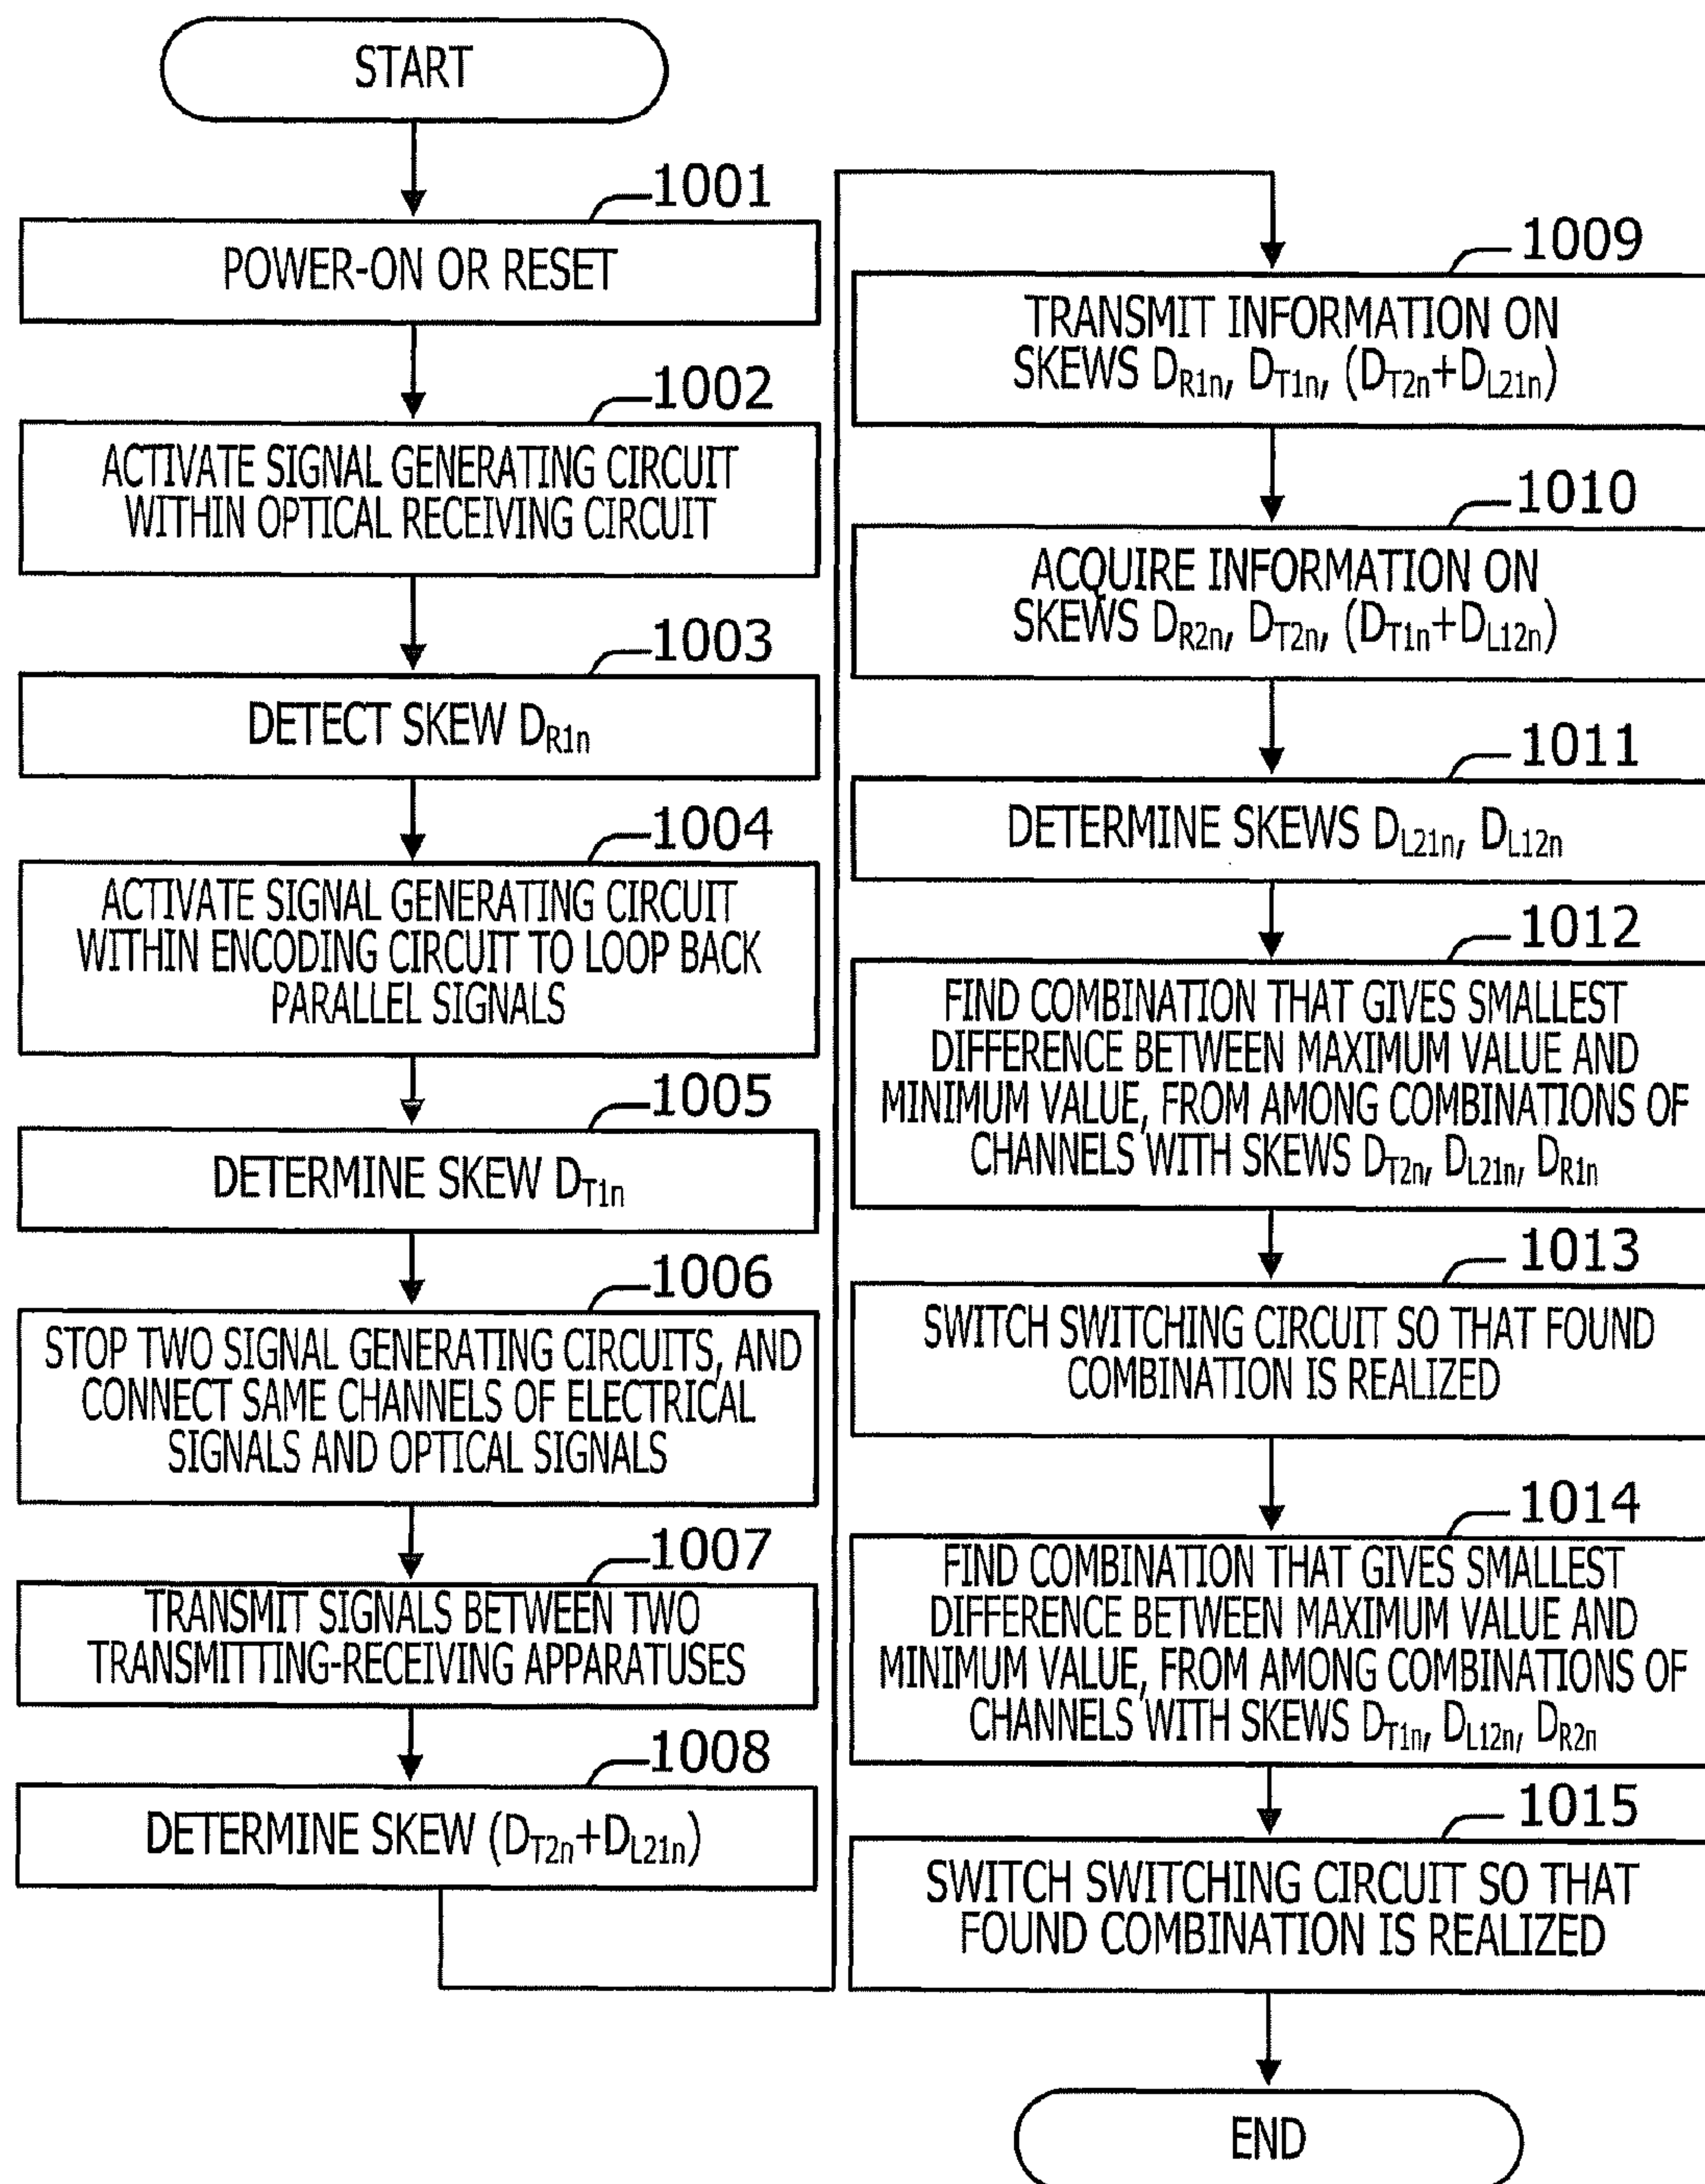 START
1001
POWER-ON OR RESET
1002
ACTIVATE SIGNAL GENERATING CIRCUIT
WITHIN OPTICAL RECEIVING CIRCUIT
1003
DETECT SKEW DR1n
1004
ACTIVATE SIGNAL GENERATING CIRCUIT
WITHIN ENCODING CIRCUIT TO LOOP BACK
PARALLEL SIGNALS
1005
DETERMINE SKEW DT1n
1006
STOP TWO SIGNAL GENERATING CIRCUITS, AND
CONNECT SAME CHANNELS OF ELECTRICAL
SIGNALS AND OPTICAL SIGNALS
1007
TRANSMIT SIGNALS BETWEEN TWO
TRANSMITTING-RECEIVING APPARATUSES
1008
DETERMINE SKEW (DT2n+DL21n)
1009
TRANSMIT INFORMATION ON
SKEWS DR1n, DT1n, (DT2n+DL21n)
1010
ACQUIRE INFORMATION ON
SKEWS DR2n, DT2n, (DT1n+DL12n)
1011
DETERMINE SKEWS DL21n, DL12n
1012
FIND COMBINATION THAT GIVES SMALLEST
DIFFERENCE BETWEEN MAXIMUM VALUE AND
MINIMUM VALUE, FROM AMONG COMBINATIONS OF
CHANNELS WITH SKEWS DT2n, DL21n, DR1n
1013
SWITCH SWITCHING CIRCUIT SO THAT FOUND
COMBINATION IS REALIZED
1014
FIND COMBINATION THAT GIVES SMALLEST
DIFFERENCE BETWEEN MAXIMUM VALUE AND
MINIMUM VALUE, FROM AMONG COMBINATIONS OF
CHANNELS WITH SKEWS DT1n, DL12n, DR2n
1015
SWITCH SWITCHING CIRCUIT SO THAT
FOUND COMBINATION IS REALIZED
END